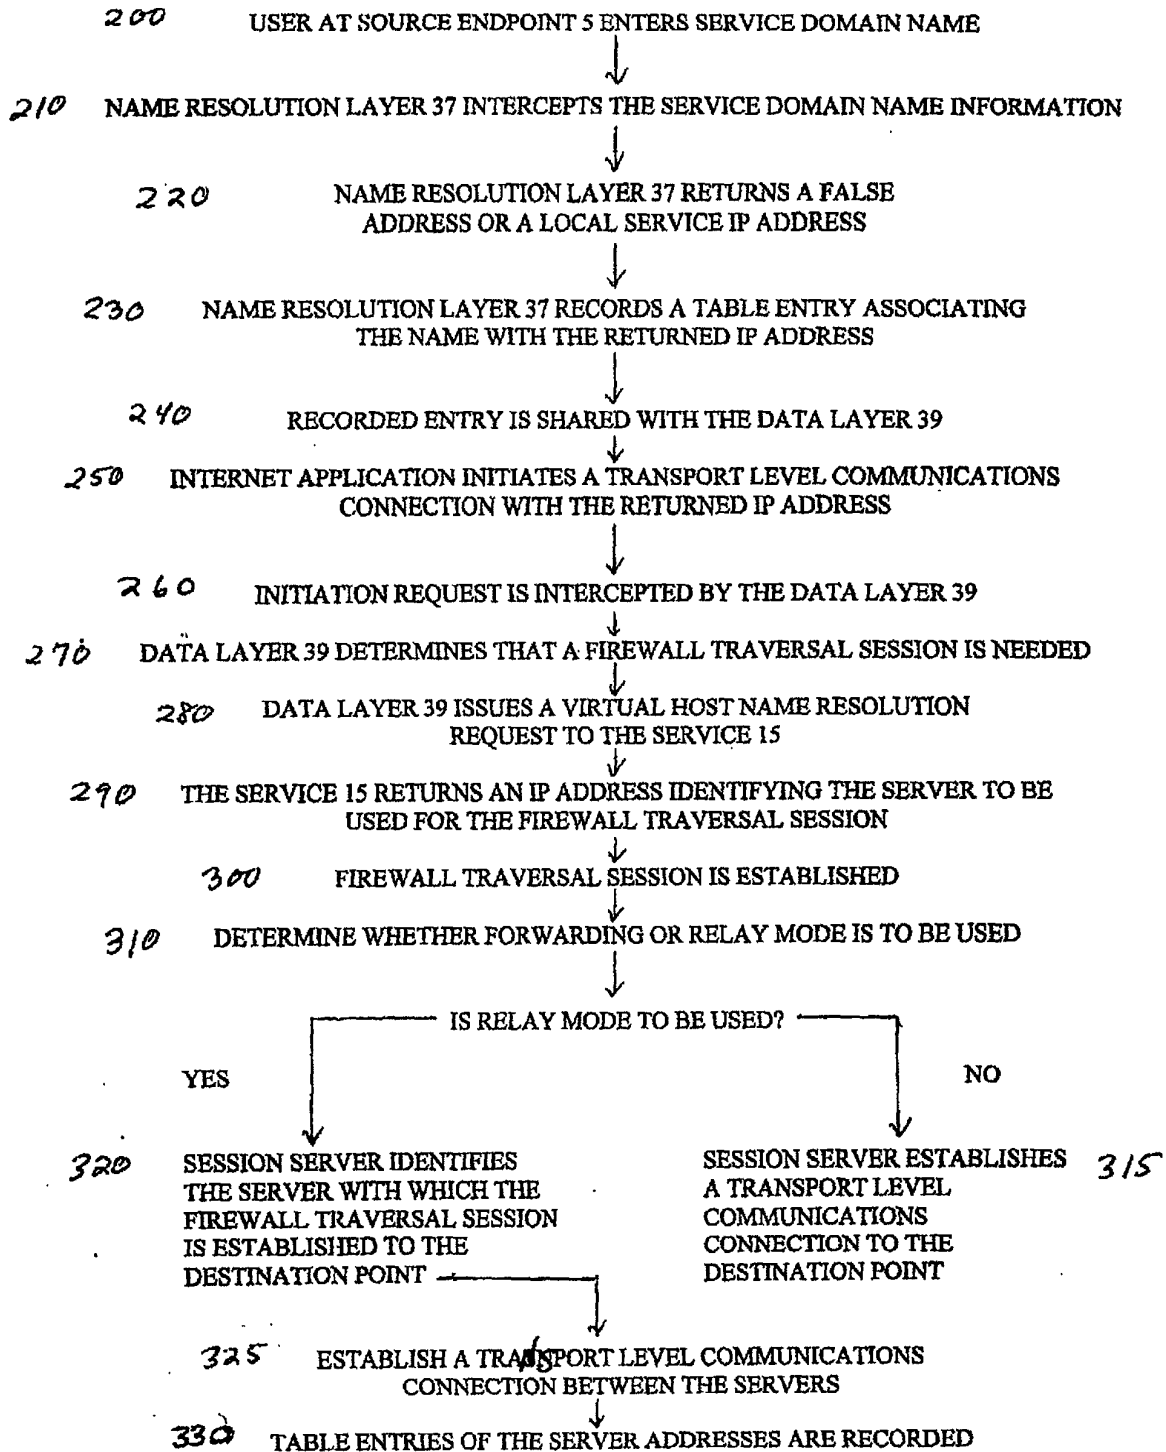 200 USER AT SOURCE ENDPOINT 5 ENTERS SERVICE DOMAIN NAME
210 NAME RESOLUTION LAYER 37 INTERCEPTS THE SERVICE DOMAIN NAME INFORMATION
220 NAME RESOLUTION LAYER 37 RETURNS A FALSE
ADDRESS OR A LOCAL SERVICE IP ADDRESS
230 NAME RESOLUTION LAYER 37 RECORDS A TABLE ENTRY ASSOCIATING
THE NAME WITH THE RETURNED IP ADDRESS
240 RECORDED ENTRY IS SHARED WITH THE DATA LAYER 39
250 INTERNET APPLICATION INITIATES A TRANSPORT LEVEL COMMUNICATIONS
CONNECTION WITH THE RETURNED IP ADDRESS
260 INITIATION REQUEST IS INTERCEPTED BY THE DATA LAYER 39
270 DATA LAYER 39 DETERMINES THAT A FIREWALL TRAVERSAL SESSION IS NEEDED
280 DATA LAYER 39 ISSUES A VIRTUAL HOST NAME RESOLUTION
REQUEST TO THE SERVICE 15
290 THE SERVICE 15 RETURNS AN IP ADDRESS IDENTIFYING THE SERVER TO BE
USED FOR THE FIREWALL TRAVERSAL SESSION
300 FIREWALL TRAVERSAL SESSION IS ESTABLISHED
310 DETERMINE WHETHER FORWARDING OR RELAY MODE IS TO BE USED
IS RELAY MODE TO BE USED?
YES
NO
320 SESSION SERVER IDENTIFIES
THE SERVER WITH WHICH THE
FIREWALL TRAVERSAL SESSION
IS ESTABLISHED TO THE
DESTINATION POINT
SESSION SERVER ESTABLISHES 315
A TRANSPORT LEVEL
COMMUNICATIONS
CONNECTION TO THE
DESTINATION POINT
325 ESTABLISH A TRANSPORT LEVEL COMMUNICATIONS
CONNECTION BETWEEN THE SERVERS
330 TABLE ENTRIES OF THE SERVER ADDRESSES ARE RECORDED